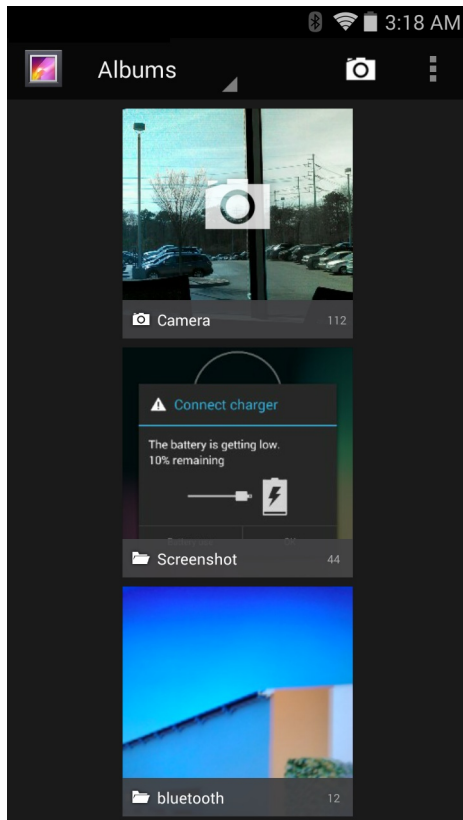 3:18 AM
Albums
Camera 112
Connect charger
The battery is getting low.
10% remaining
Screenshot 44
bluetooth 12